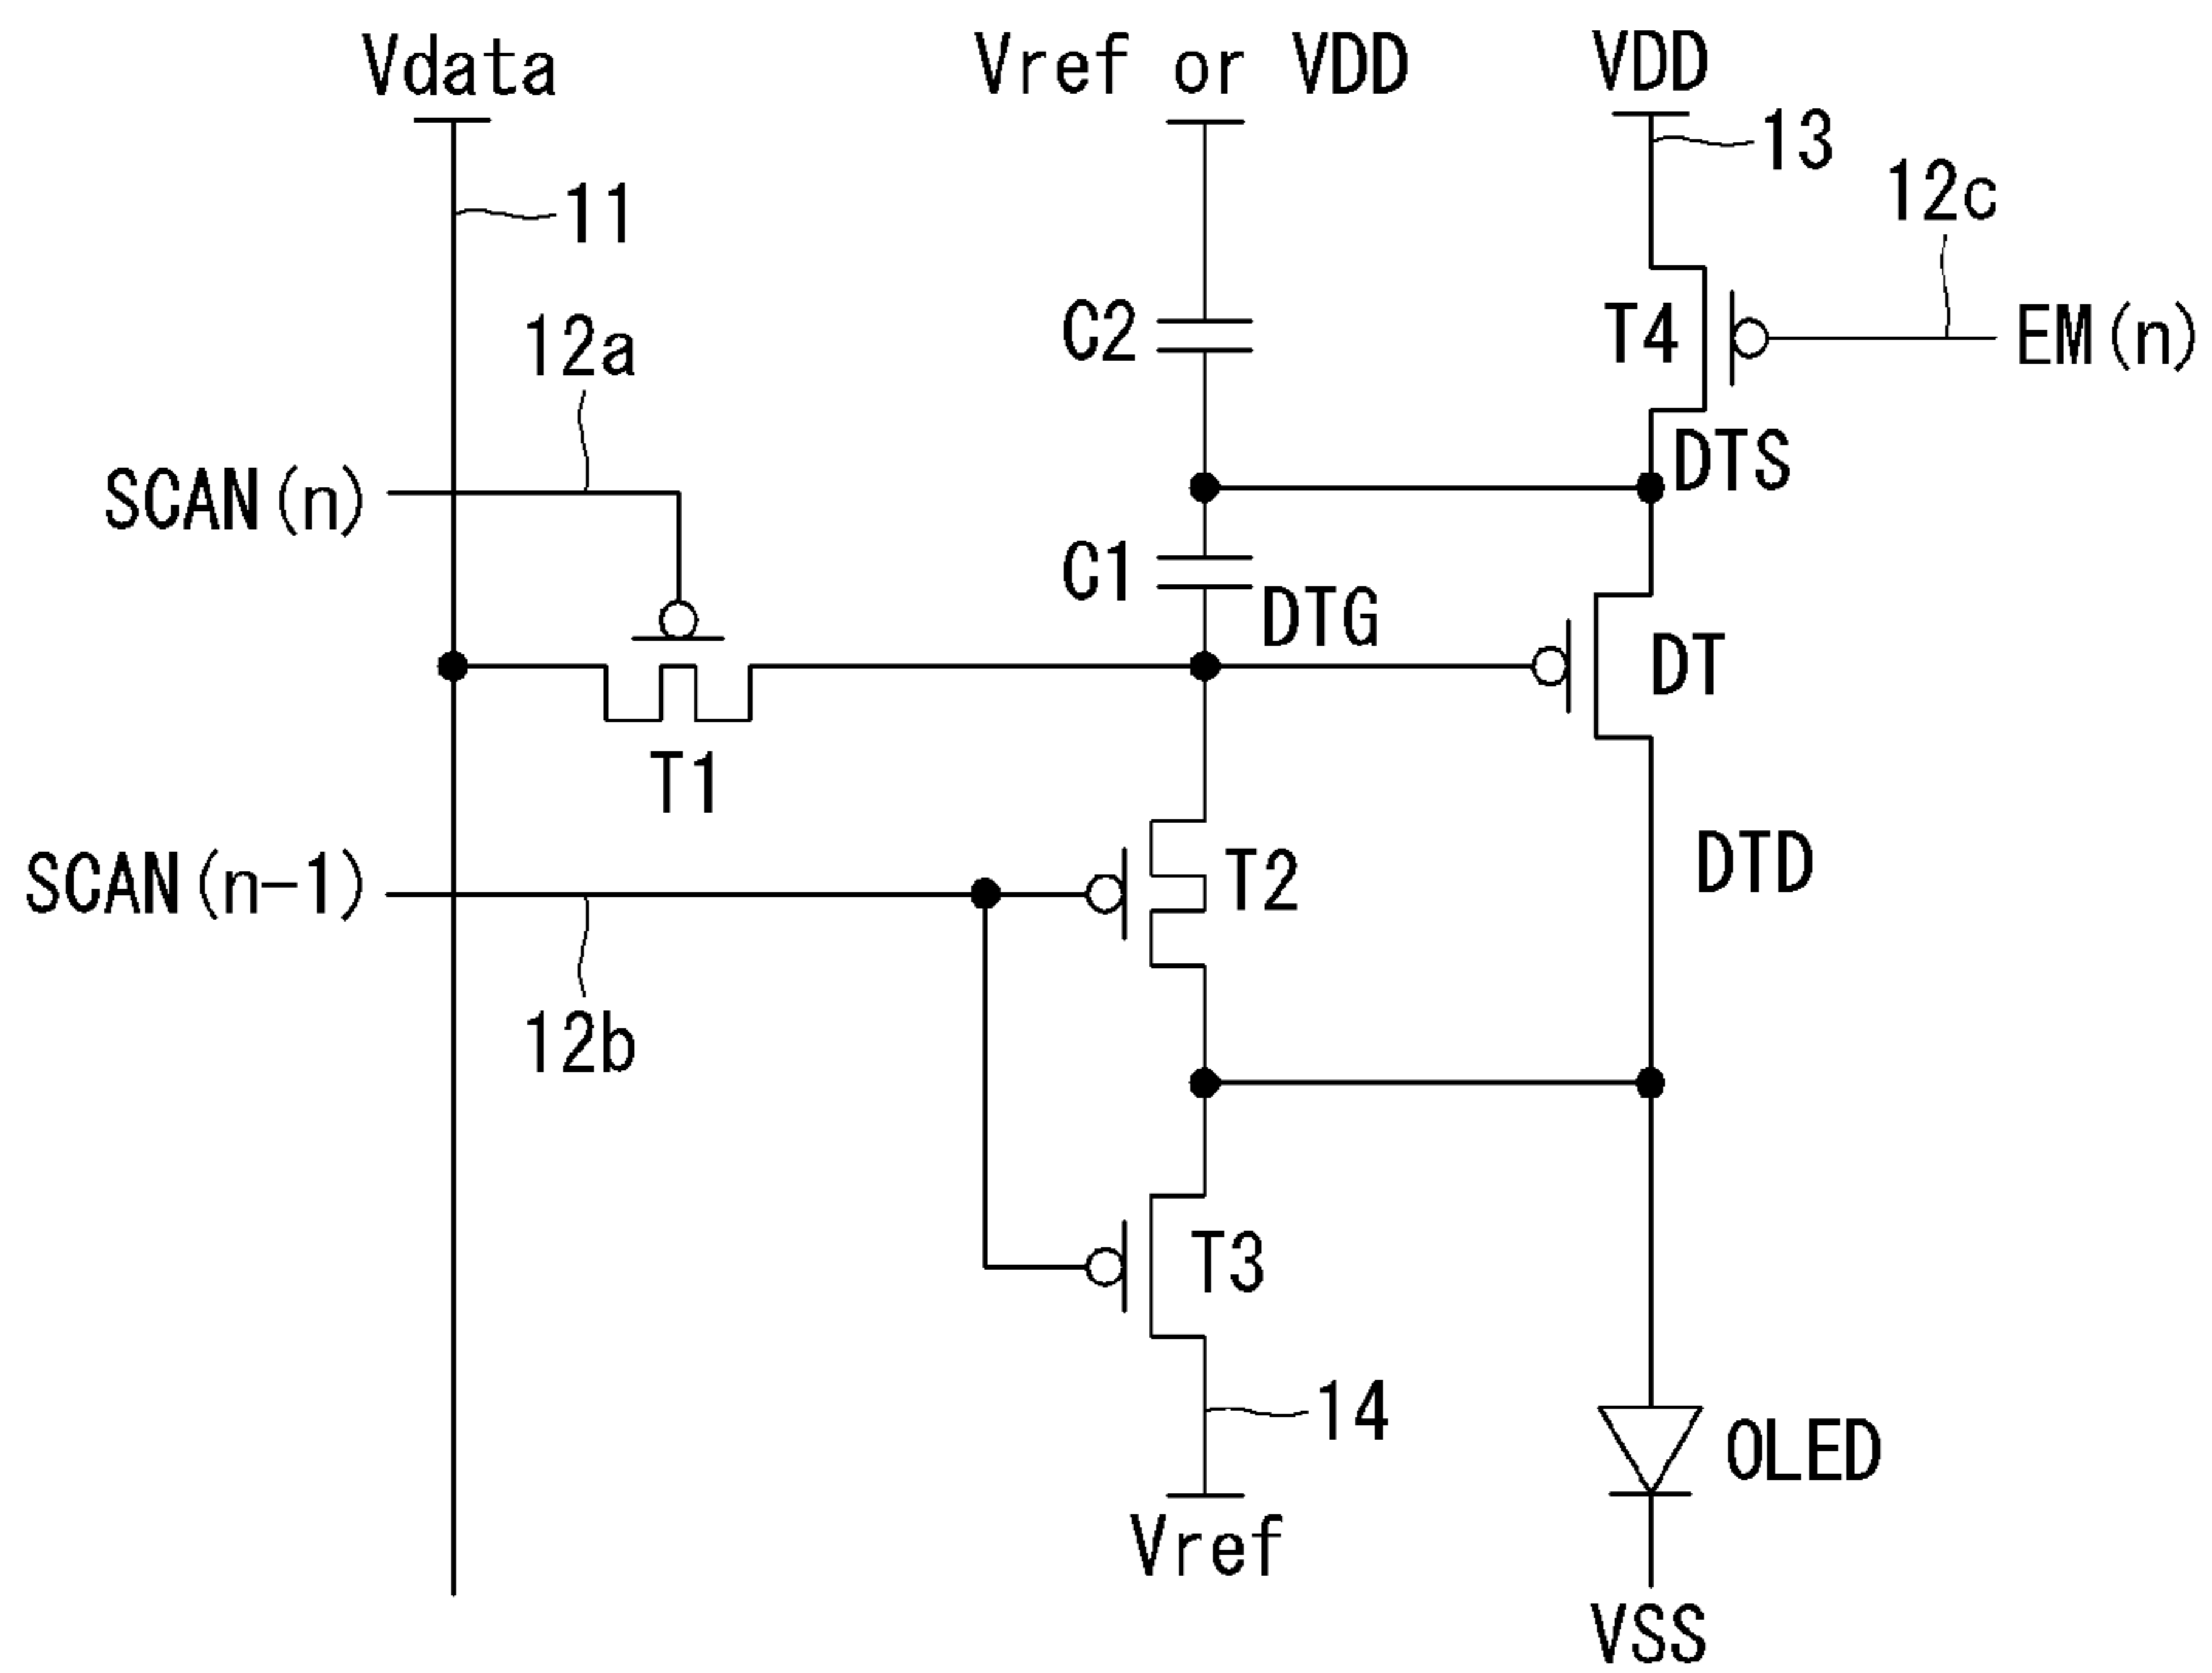 Vdata
Vref or VDD
VDD
11
13
12c
12a
C2
T4
EM(n)
SCAN(n)
DTS
C1
DTG
DT
T1
SCAN(n-1)
T2
DTD
12b
T3
14
OLED
Vref
VSS